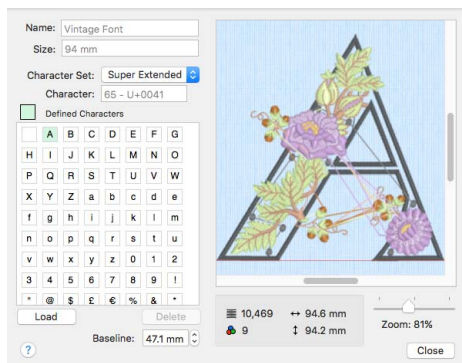 Name: Vintage Font
Size: 94 mm
Character Set: Super Extended
Character: 65 - U+0041
Defined Characters
A B C D E F G
H I J K L M N O
P Q R S T U V W
X Y Z a b c d e
f g h i j k l m
n o p q r s t u
v w x y z 0 1 2
3 4 5 6 7 8 9 !
" @ $ £ € % & *
Load Delete
Baseline: 47.1 mm
?
10,469 ↔ 94.6 mm
9 ↕ 94.2 mm
Zoom: 81%
Close